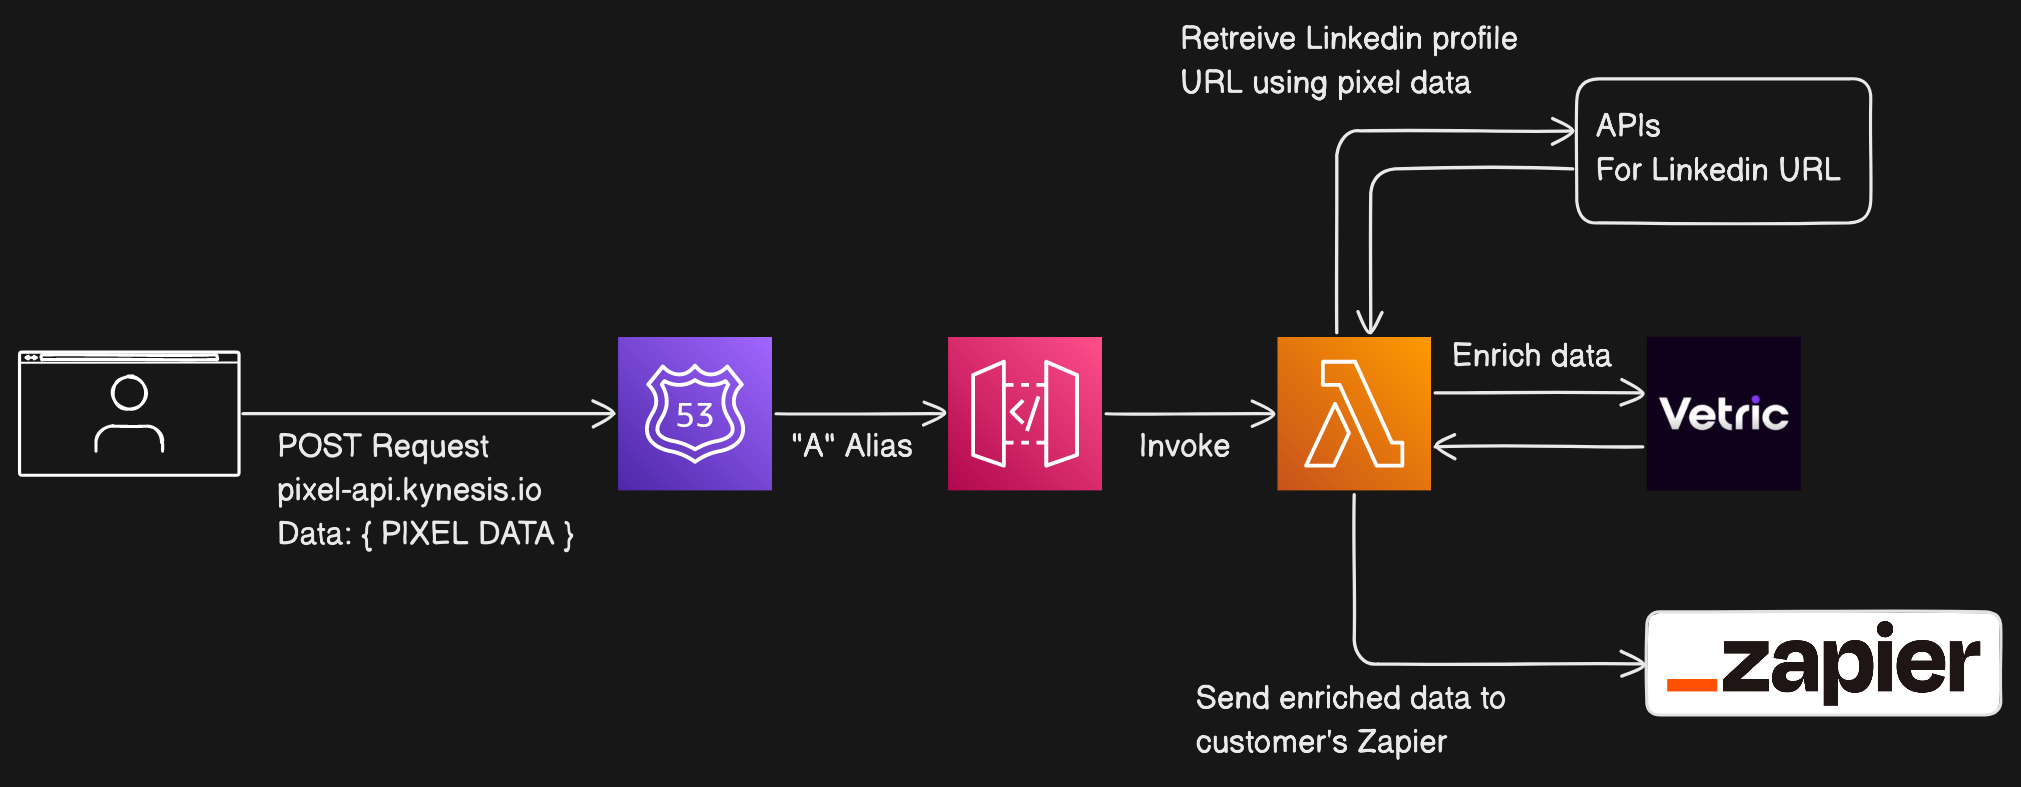 Retreive Linkedin profile
URL using pixel data
APIs
For Linkedin URL
POST Request
pixel-api.kynesis.io
Data: { PIXEL DATA }
53
"A" Alias
</>
Invoke
Enrich data
Vetric
Send enriched data to
customer's Zapier
_zapier